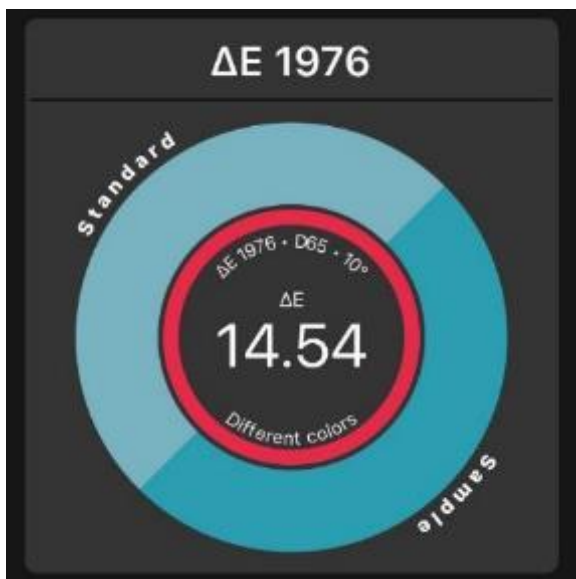 ΔE 1976
Standard
ΔE 1976 • D65 • 10°
ΔE
14.54
Different colors
Sample